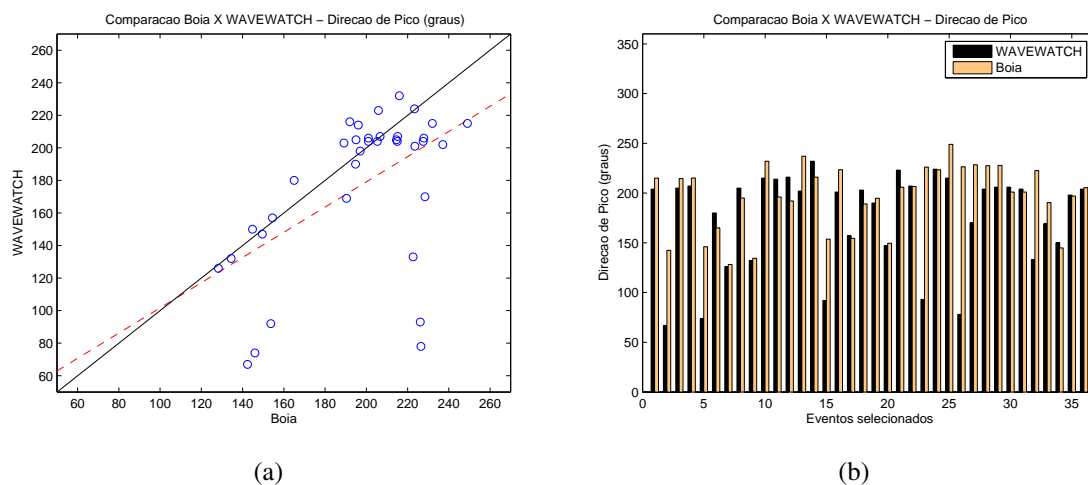 Comparacao Boia X WAVEWATCH – Direcao de Pico (graus)
WAVEWATCH
260
240
220
200
180
160
140
120
100
80
60
60 80 100 120 140 160 180 200 220 240 260
Boia
(a)
Comparacao Boia X WAVEWATCH – Direcao de Pico
WAVEWATCH
Boia
Direcao de Pico (graus)
350
300
250
200
150
100
50
0
0 5 10 15 20 25 30 35
Eventos selecionados
(b)